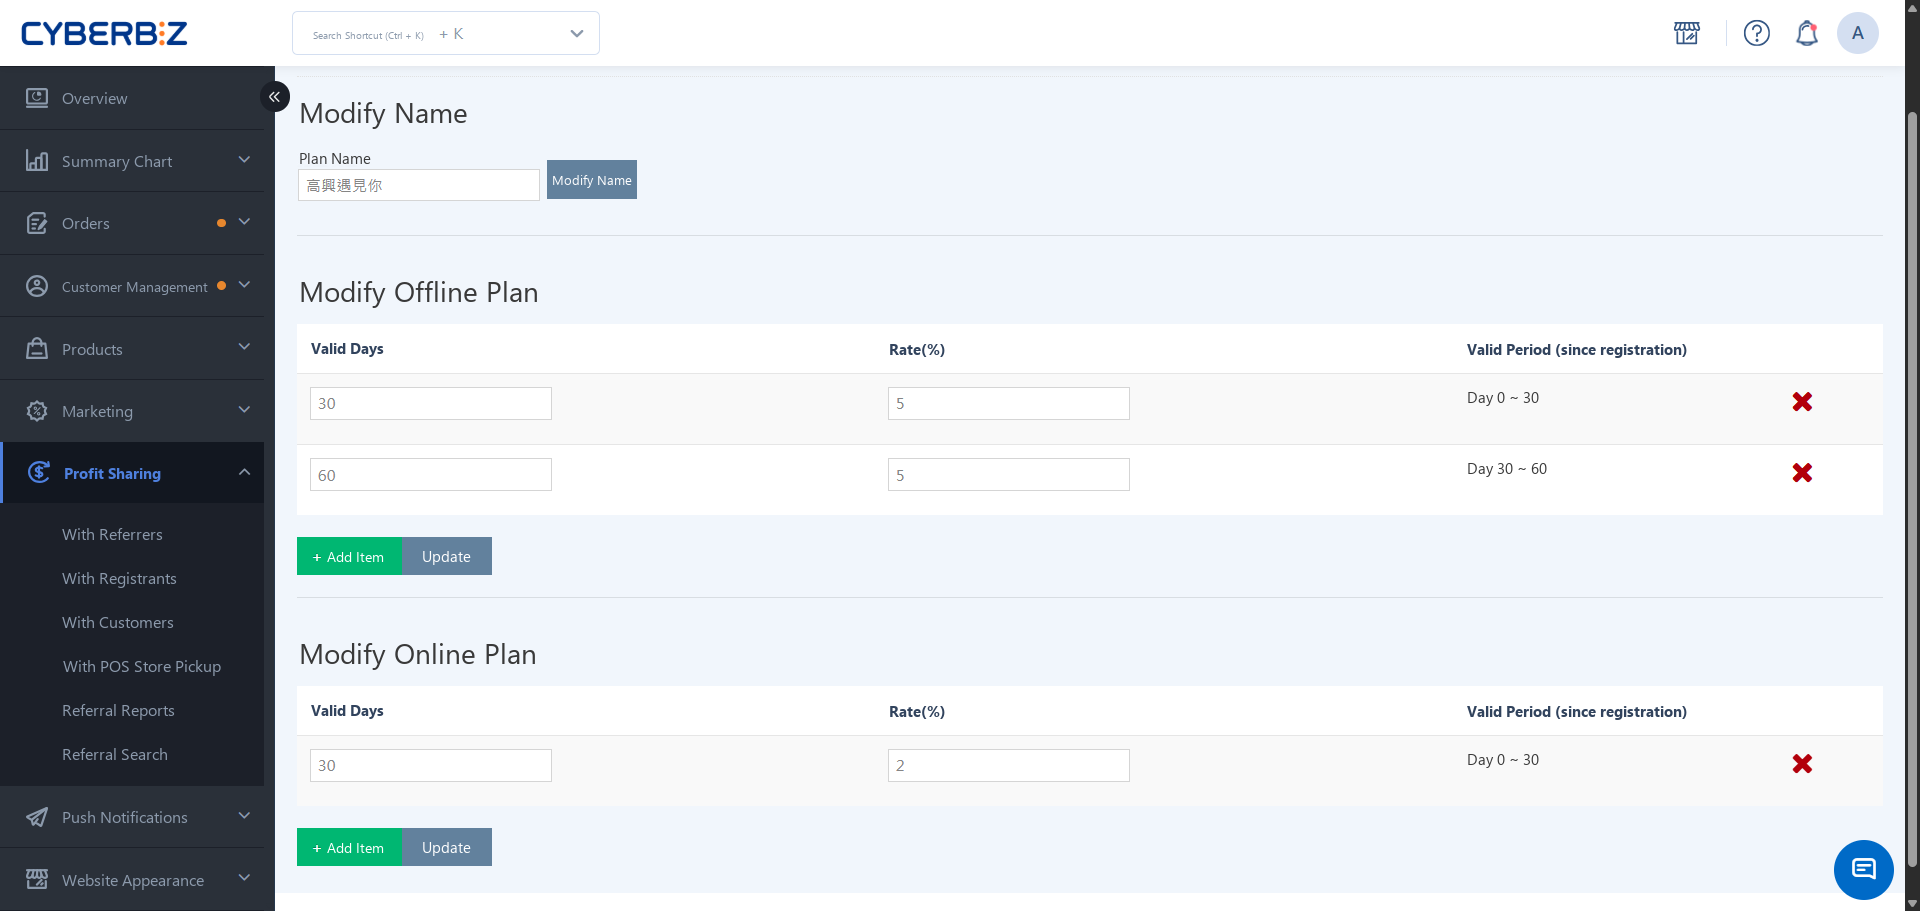 CYBERBIZ
Search Shortcut (Ctrl + K) + K
A
Overview
Summary Chart
Orders
Customer Management
Products
Marketing
Profit Sharing
With Referrers
With Registrants
With Customers
With POS Store Pickup
Referral Reports
Referral Search
Push Notifications
Website Appearance
Modify Name
Plan Name
高興遇見你
Modify Name
Modify Offline Plan
Valid Days Rate(%) Valid Period (since registration)
30 5 Day 0 ~ 30
60 5 Day 30 ~ 60
+ Add Item Update
Modify Online Plan
Valid Days Rate(%) Valid Period (since registration)
30 2 Day 0 ~ 30
+ Add Item Update